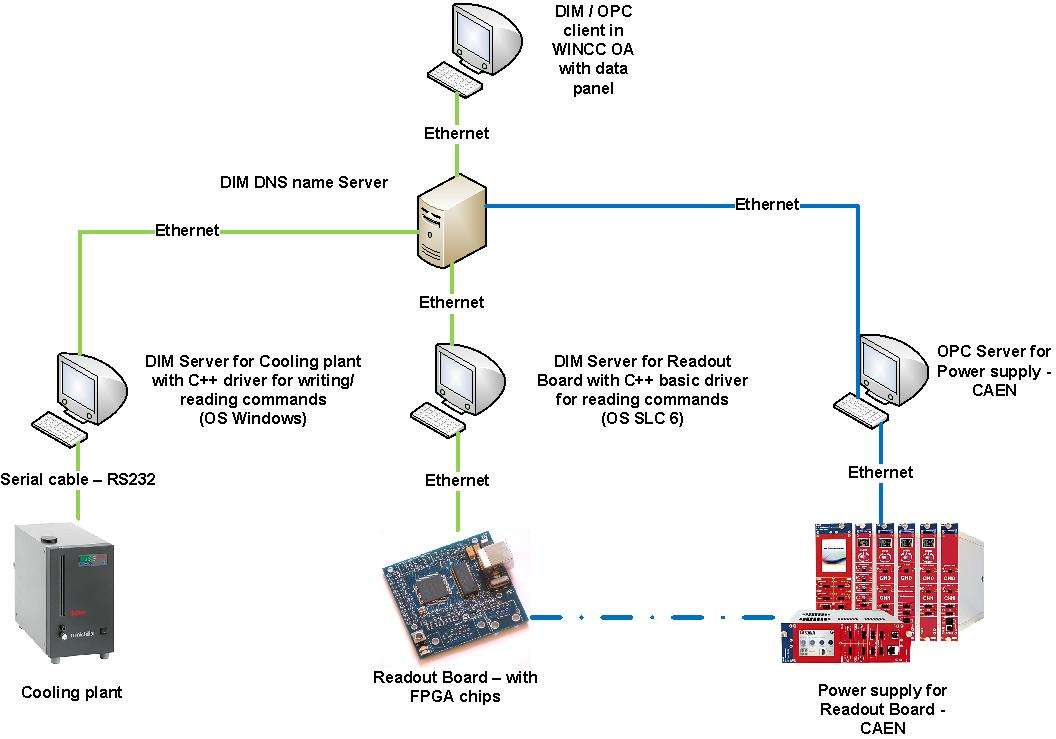 DIM / OPC
client in
WINCC OA
with data
panel
Ethernet
DIM DNS name Server
Ethernet
Ethernet
Ethernet
DIM Server for Cooling plant
with C++ driver for writing/
reading commands
(OS Windows)
DIM Server for Readout
Board with C++ basic driver
for reading commands
(OS SLC 6)
OPC Server for
Power supply -
CAEN
Serial cable – RS232
Ethernet
Ethernet
Cooling plant
Readout Board – with
FPGA chips
Power supply for
Readout Board -
CAEN